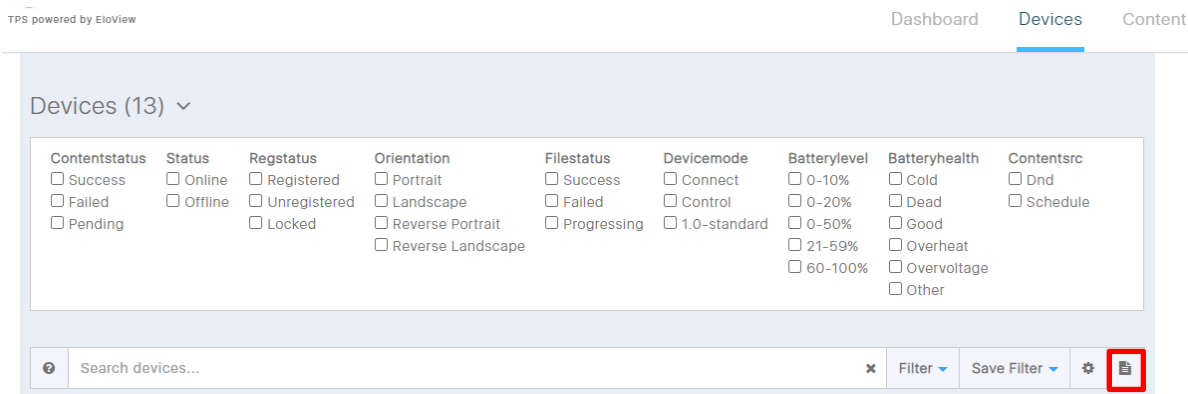 TPS powered by EloView
Dashboard Devices Content
Devices (13)
Contentstatus Status Regstatus Orientation Filestatus Devicemode Batterylevel Batteryhealth Contentsrc
Success Online Registered Portrait Success Connect 0-10% Cold Dnd
Failed Offline Unregistered Landscape Failed Control 0-20% Dead Schedule
Pending Locked Reverse Portrait Progressing 1.0-standard 0-50% Good
Reverse Landscape 21-59% Overheat
60-100% Overvoltage
Other
Search devices... Filter Save Filter